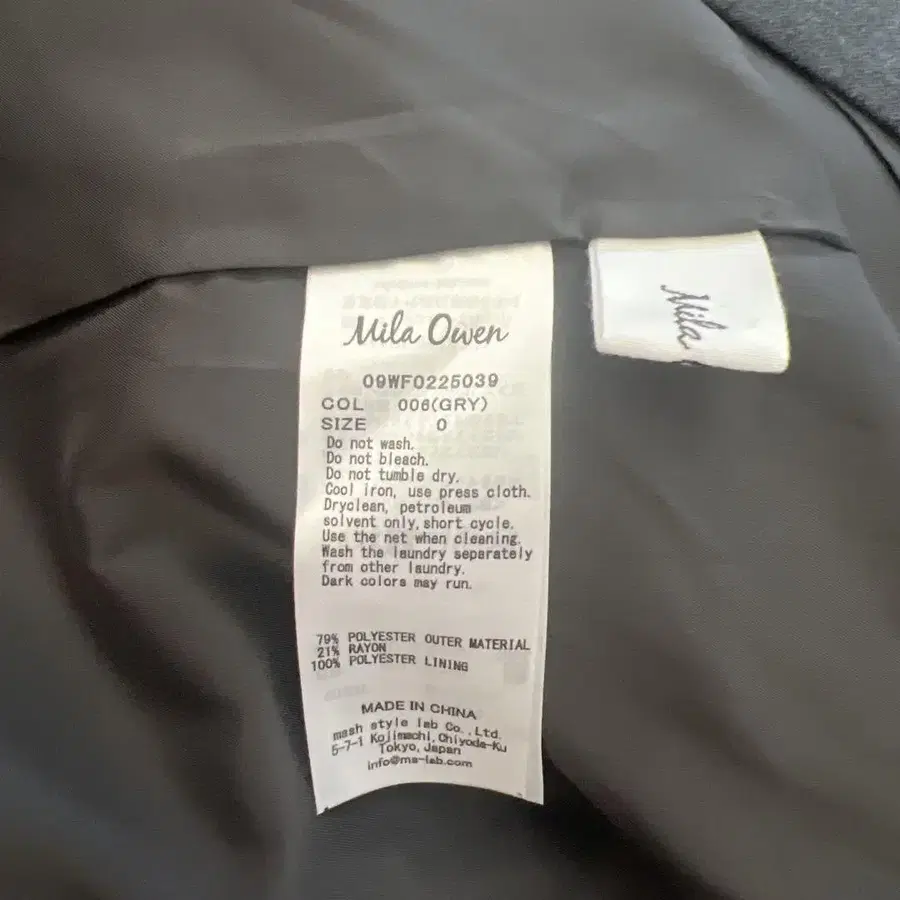 Mila Owen
09WF0225039
COL 006(GRY)
SIZE 0
Do not wash.
Do not bleach.
Do not tumble dry.
Cool iron, use press cloth.
Dryclean, petroleum
solvent only, short cycle.
Use the net when cleaning.
Wash the laundry separately
from other laundry.
Dark colors may run.
79% POLYESTER OUTER MATERIAL
21% RAYON
100% POLYESTER LINING
MADE IN CHINA
mash style lab Co.,Ltd.
5-7-1 Kojimachi,Chiyoda-Ku
Tokyo, Japan
info@ms-lab.com
Mila